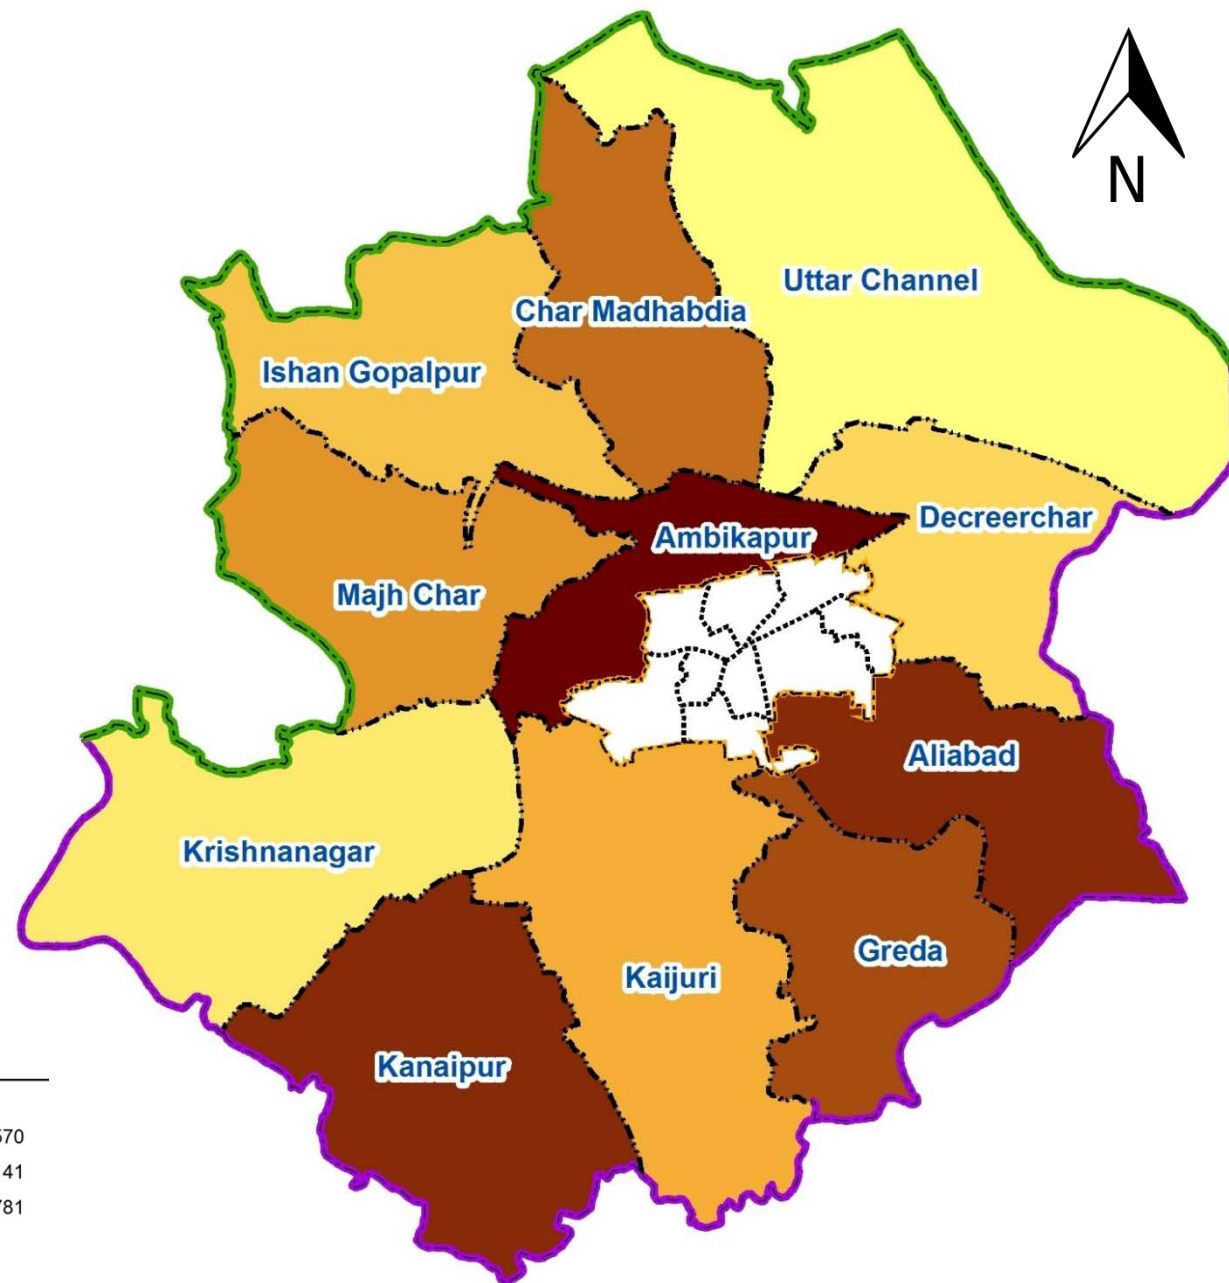 N
Uttar Channel
Char Madhabdia
Ishan Gopalpur
Decreerchar
Ambikapur
Majh Char
Aliabad
Krishnanagar
Greda
Kaijuri
Kanaipur